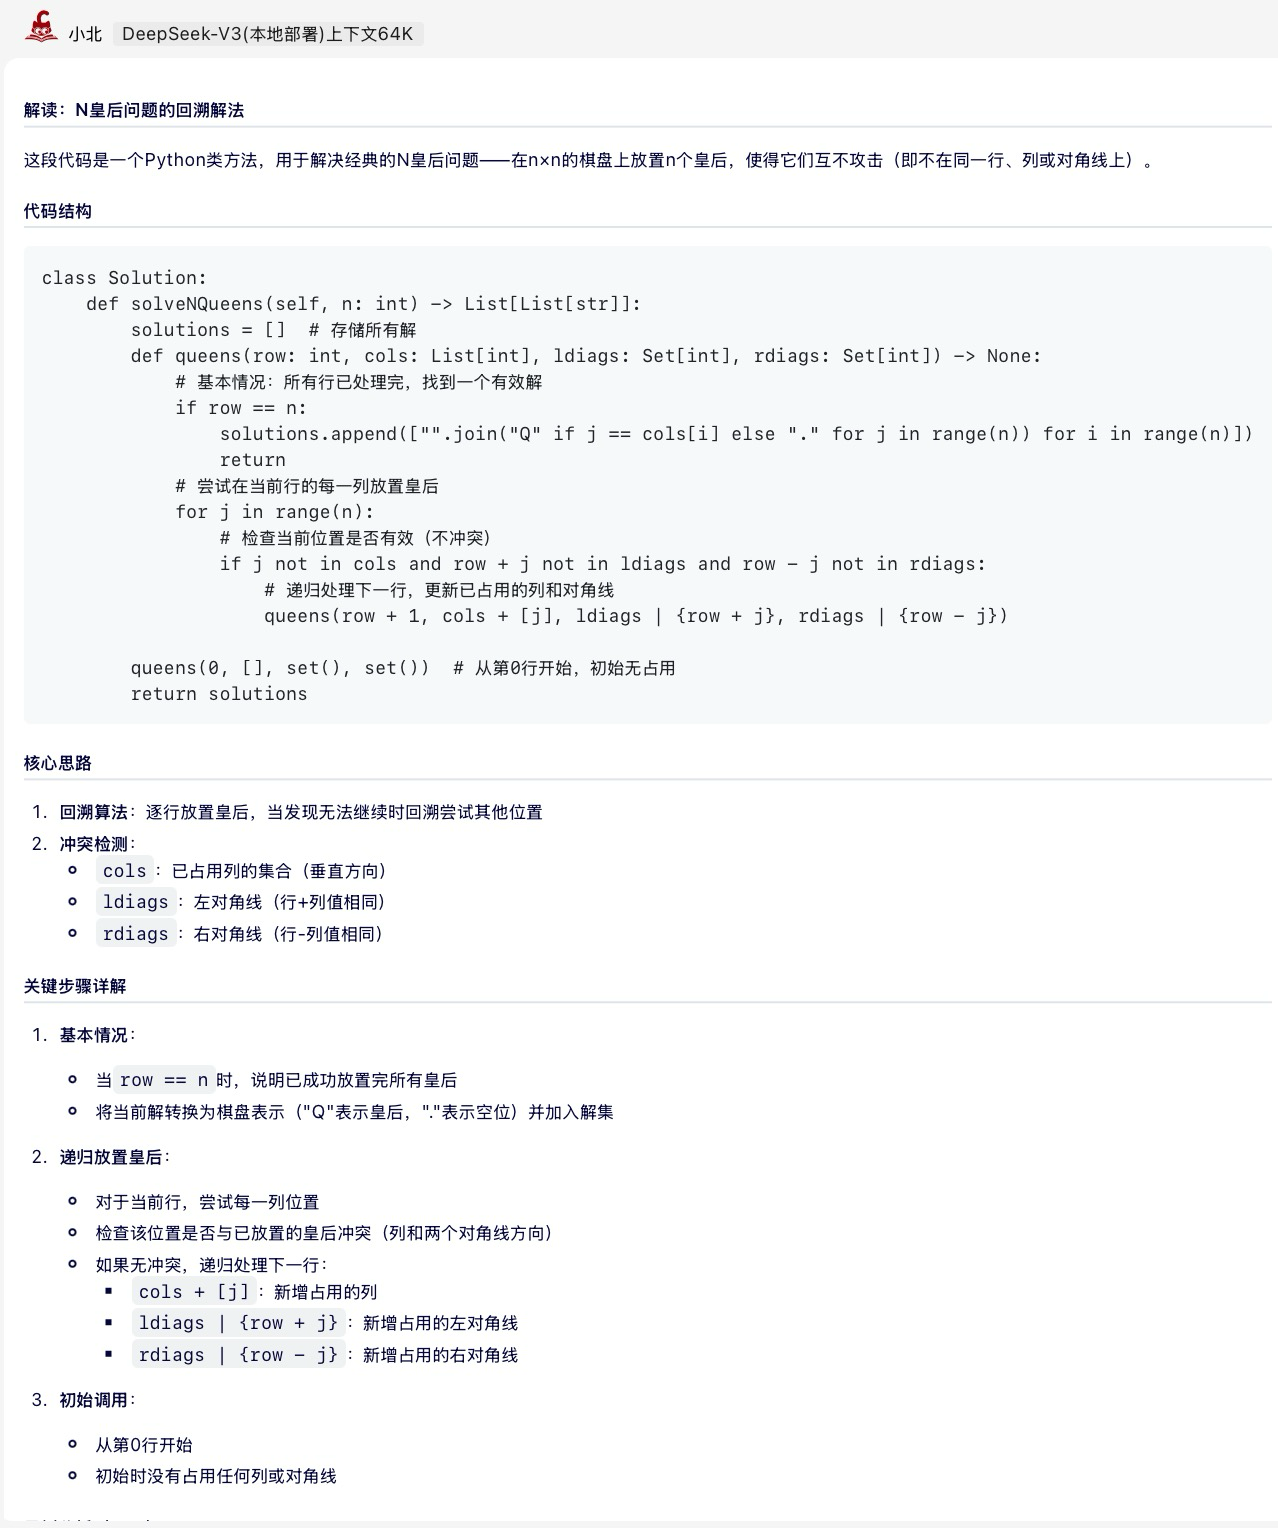 小北 DeepSeek-V3(本地部署)上下文64K
解读：N皇后问题的回溯解法
这段代码是一个Python类方法，用于解决经典的N皇后问题——在n×n的棋盘上放置n个皇后，使得它们互不攻击（即不在同一行、列或对角线上）。
代码结构
class Solution:
    def solveNQueens(self, n: int) -> List[List[str]]:
        solutions = []  # 存储所有解
        def queens(row: int, cols: List[int], ldiags: Set[int], rdiags: Set[int]) -> None:
            # 基本情况：所有行已处理完，找到一个有效解
            if row == n:
                solutions.append(["".join("Q" if j == cols[i] else "." for j in range(n)) for i in range(n)])
                return
            # 尝试在当前行的每一列放置皇后
            for j in range(n):
                # 检查当前位置是否有效（不冲突）
                if j not in cols and row + j not in ldiags and row - j not in rdiags:
                    # 递归处理下一行，更新已占用的列和对角线
                    queens(row + 1, cols + [j], ldiags | {row + j}, rdiags | {row - j})
        queens(0, [], set(), set())  # 从第0行开始，初始无占用
        return solutions
核心思路
1. 回溯算法：逐行放置皇后，当发现无法继续时回溯尝试其他位置
2. 冲突检测：
cols：已占用列的集合（垂直方向）
ldiags：左对角线（行+列值相同）
rdiags：右对角线（行-列值相同）
关键步骤详解
1. 基本情况：
当 row == n 时，说明已成功放置完所有皇后
将当前解转换为棋盘表示（"Q"表示皇后，"."表示空位）并加入解集
2. 递归放置皇后：
对于当前行，尝试每一列位置
检查该位置是否与已放置的皇后冲突（列和两个对角线方向）
如果无冲突，递归处理下一行：
cols + [j]：新增占用的列
ldiags | {row + j}：新增占用的左对角线
rdiags | {row - j}：新增占用的右对角线
3. 初始调用：
从第0行开始
初始时没有占用任何列或对角线